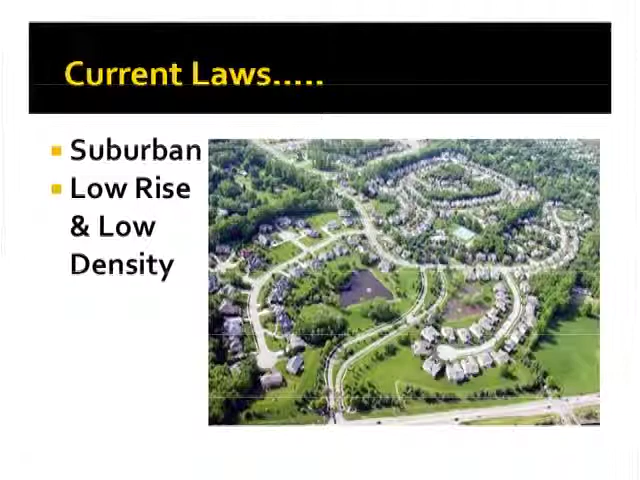 Current Laws.....
Suburban
Low Rise
& Low
Density